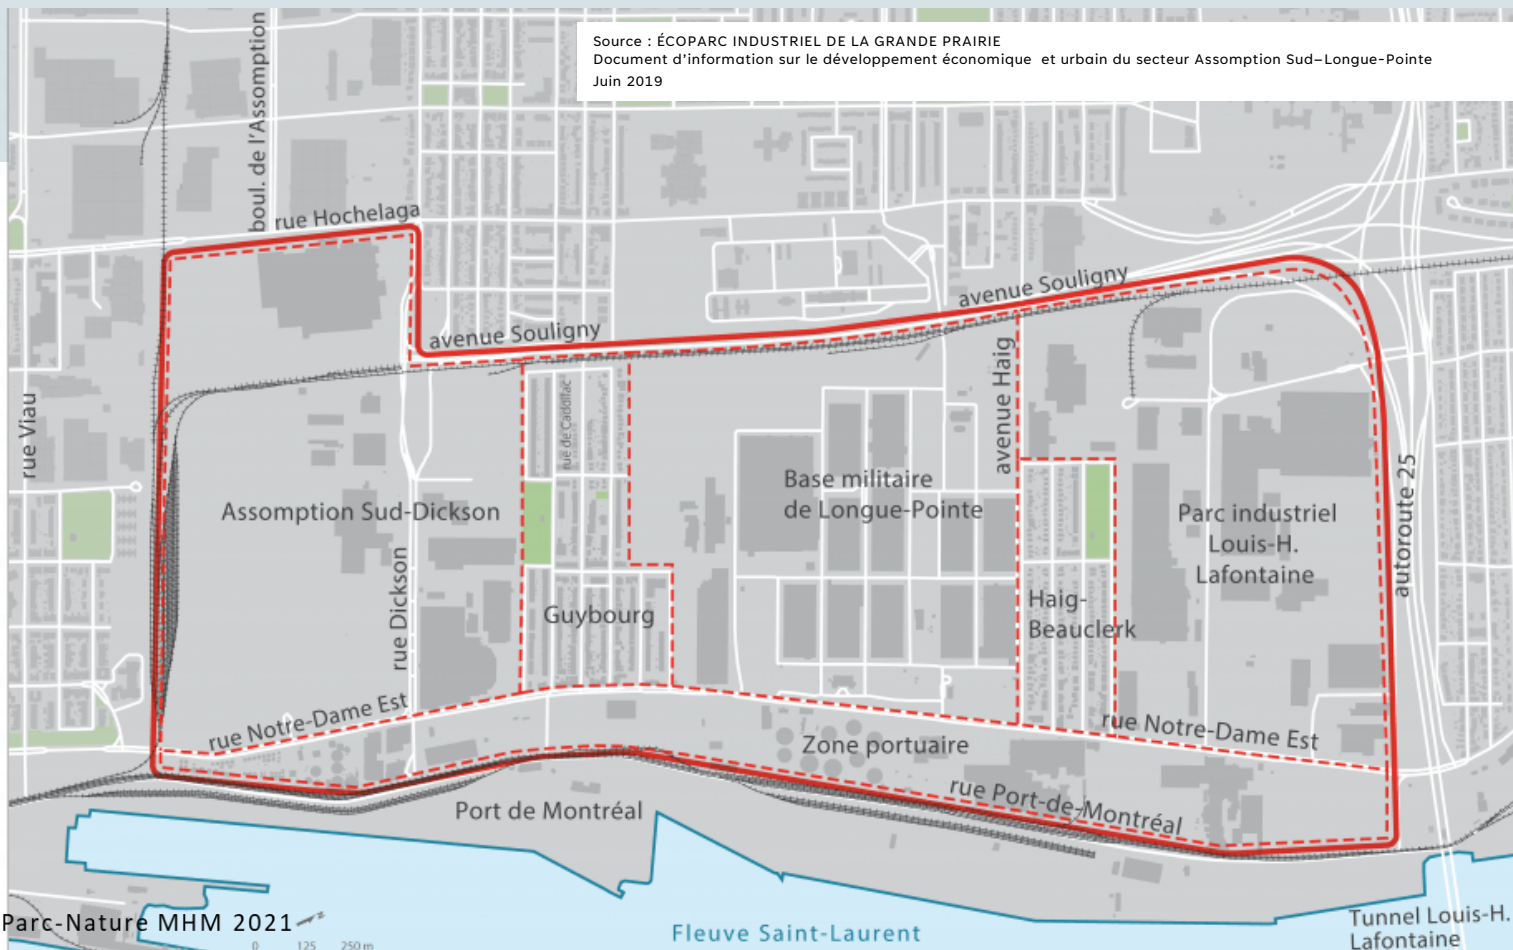 Source : ÉCOPARC INDUSTRIEL DE LA GRANDE PRAIRIE
Document d'information sur le développement économique et urbain du secteur Assomption Sud–Longue-Pointe
Juin 2019
boul. de l'Assomption
rue Hochelaga
avenue Souligny
avenue Souligny
rue Viau
rue de Cadillac
avenue Haig
Base militaire
de Longue-Pointe
Assomption Sud-Dickson
Parc industriel
Louis-H.
Lafontaine
autoroute 25
rue Dickson
Guybourg
Haig-
Beauclerk
rue Notre-Dame Est
rue Notre-Dame Est
Zone portuaire
rue Port-de-Montréal
Port de Montréal
Parc-Nature MHM 2021
0 125 250 m
Fleuve Saint-Laurent
Tunnel Louis-H.
Lafontaine